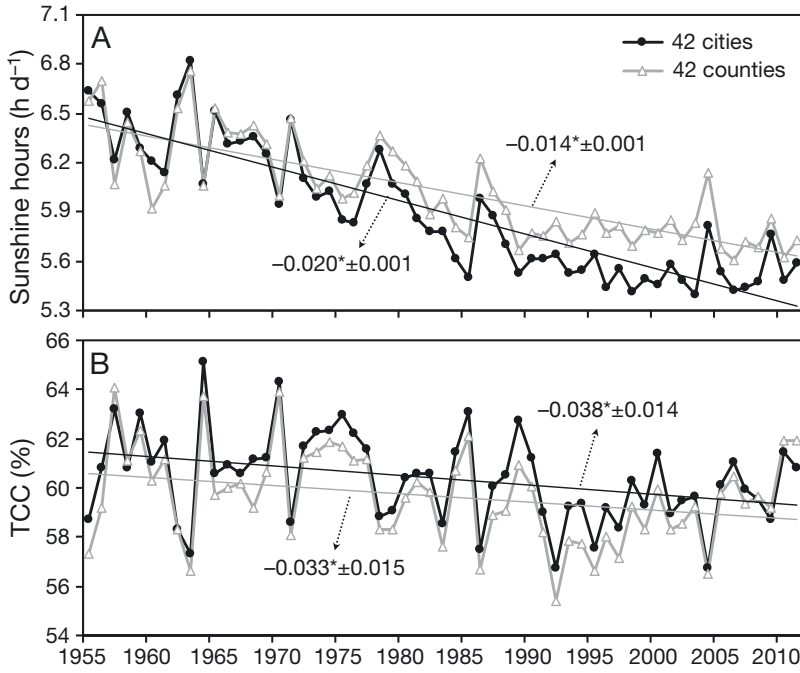 7.1
6.8
6.5
6.2
5.9
5.6
5.3
Sunshine hours (h d⁻¹)
A
42 cities
42 counties
–0.014*±0.001
–0.020*±0.001
66
64
62
60
58
56
54
TCC (%)
B
–0.038*±0.014
–0.033*±0.015
1955 1960 1965 1970 1975 1980 1985 1990 1995 2000 2005 2010